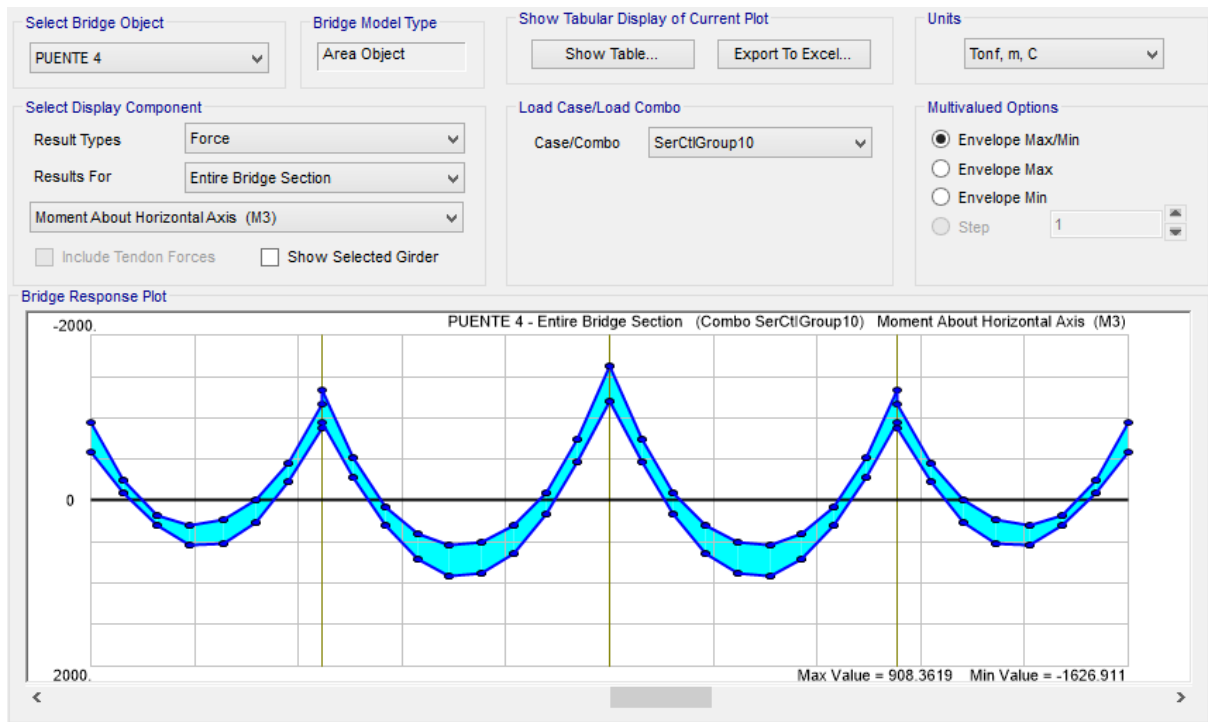 Select Bridge Object
PUENTE 4
Bridge Model Type
Area Object
Show Tabular Display of Current Plot
Show Table...
Export To Excel...
Units
Tonf, m, C
Select Display Component
Result Types
Force
Results For
Entire Bridge Section
Moment About Horizontal Axis (M3)
Include Tendon Forces
Show Selected Girder
Load Case/Load Combo
Case/Combo
SerCtlGroup10
Multivalued Options
Envelope Max/Min
Envelope Max
Envelope Min
Step
1
Bridge Response Plot
-2000.
PUENTE 4 - Entire Bridge Section (Combo SerCtlGroup10) Moment About Horizontal Axis (M3)
0
2000.
Max Value = 908.3619 Min Value = -1626.911